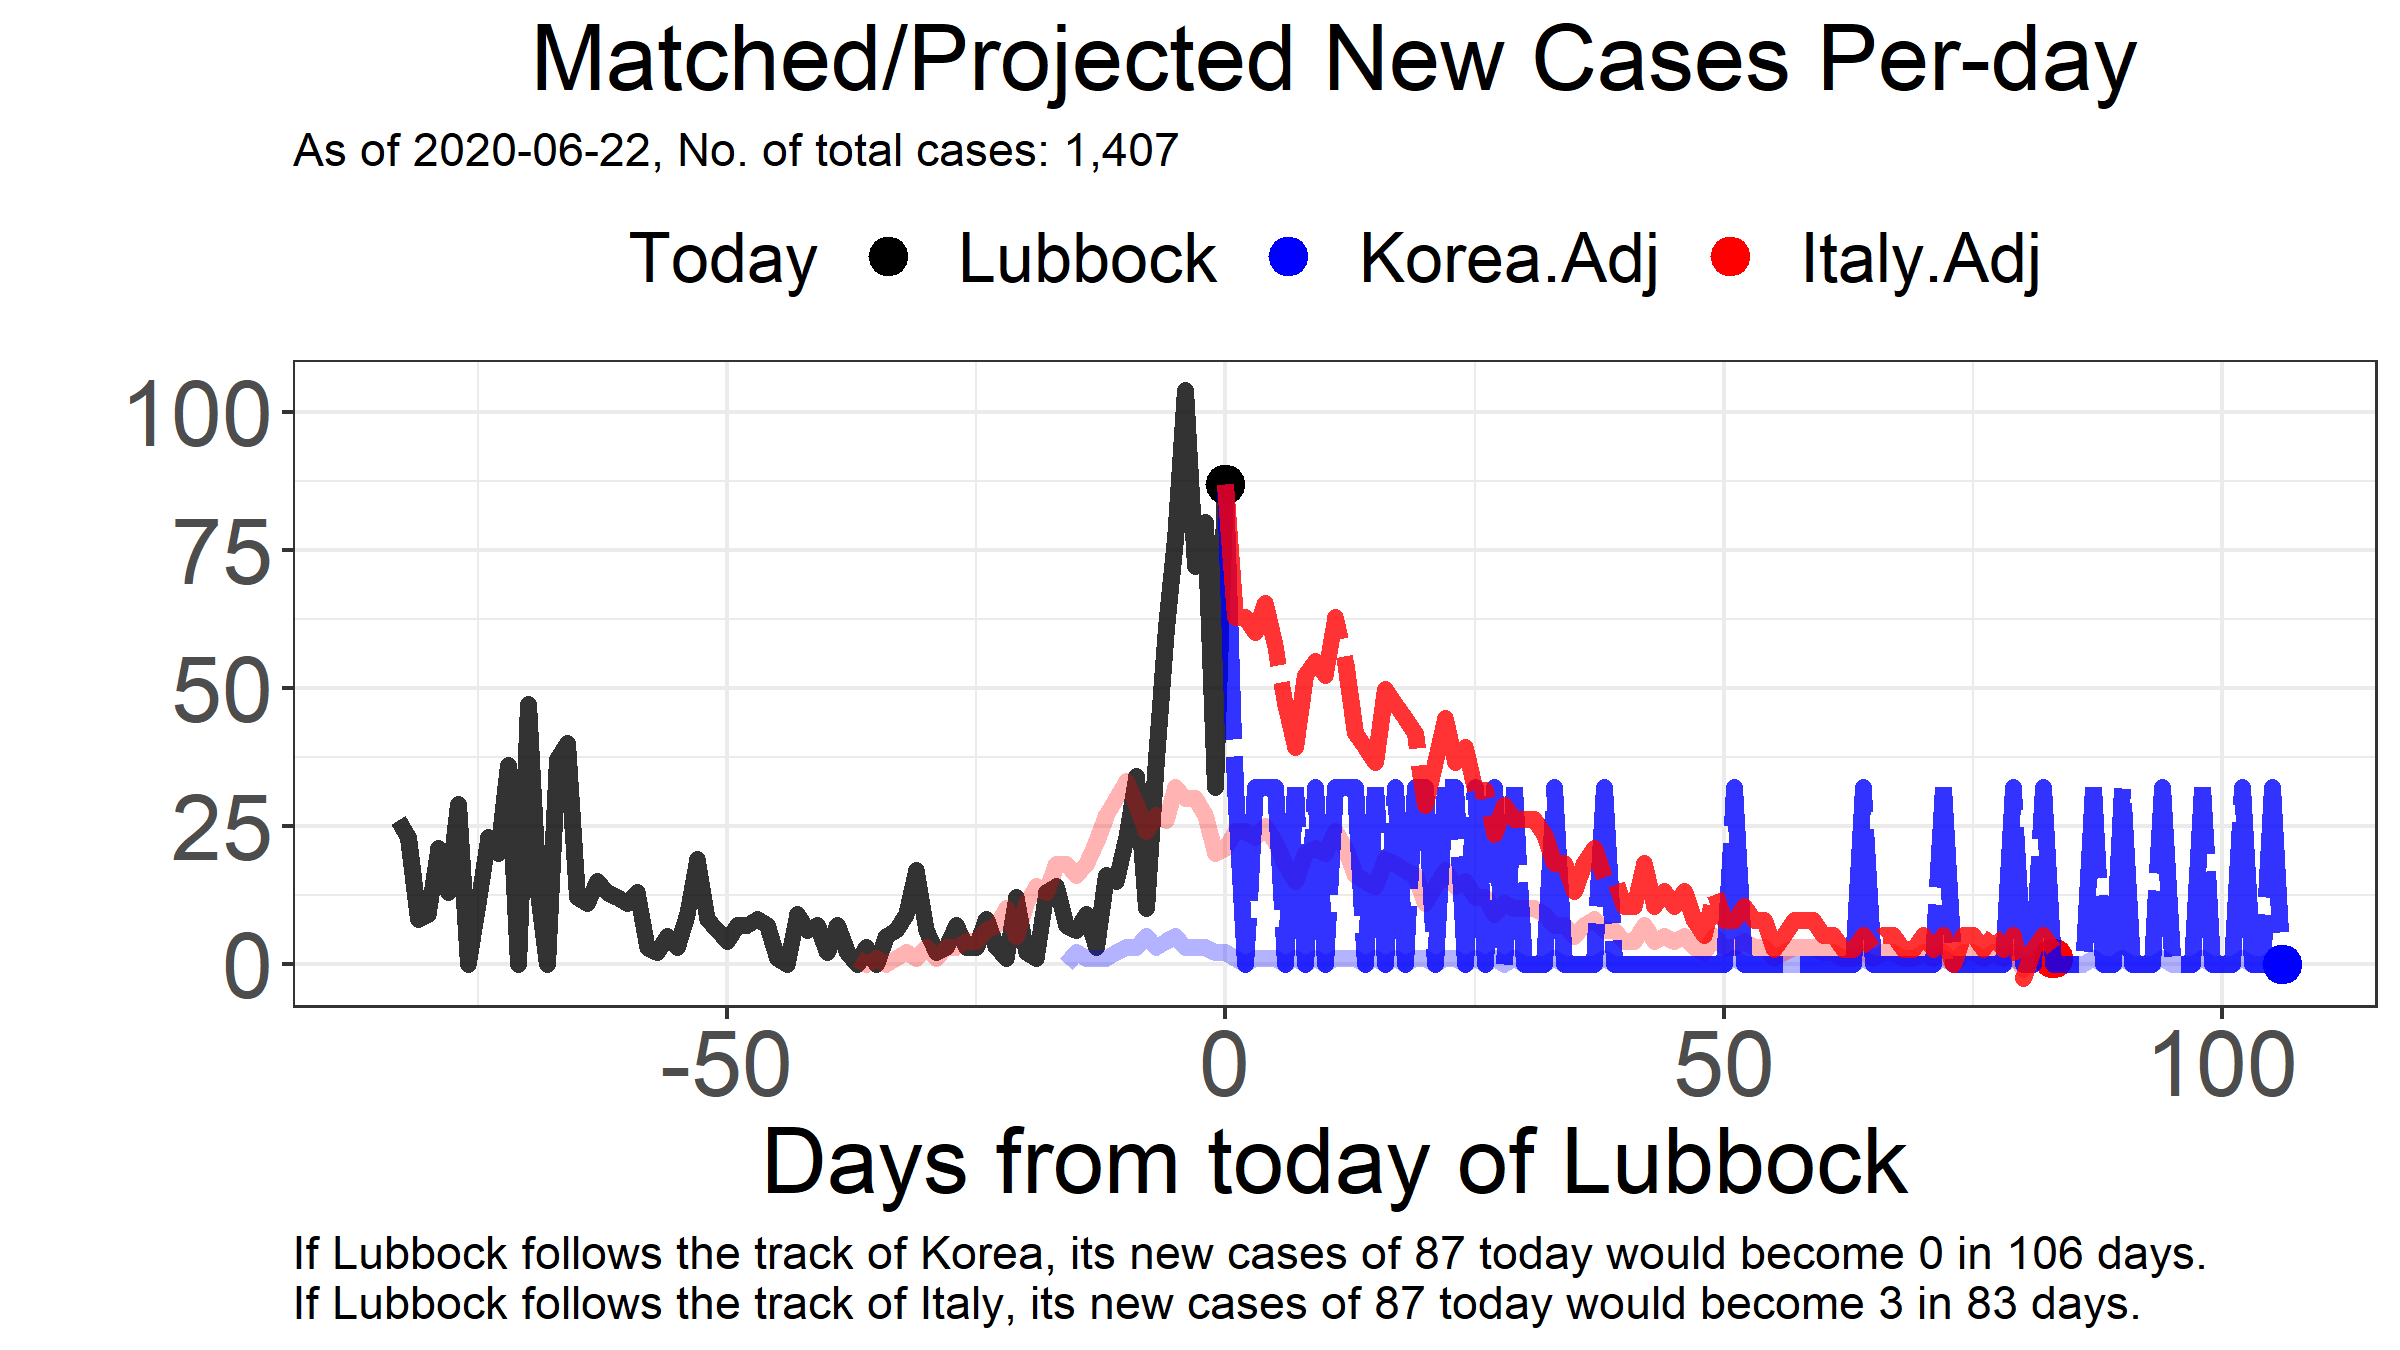 Matched/Projected New Cases Per-day
As of 2020-06-22, No. of total cases: 1,407
Today Lubbock Korea.Adj Italy.Adj
100
75
50
25
0
-50 0 50 100
Days from today of Lubbock
If Lubbock follows the track of Korea, its new cases of 87 today would become 0 in 106 days.
If Lubbock follows the track of Italy, its new cases of 87 today would become 3 in 83 days.